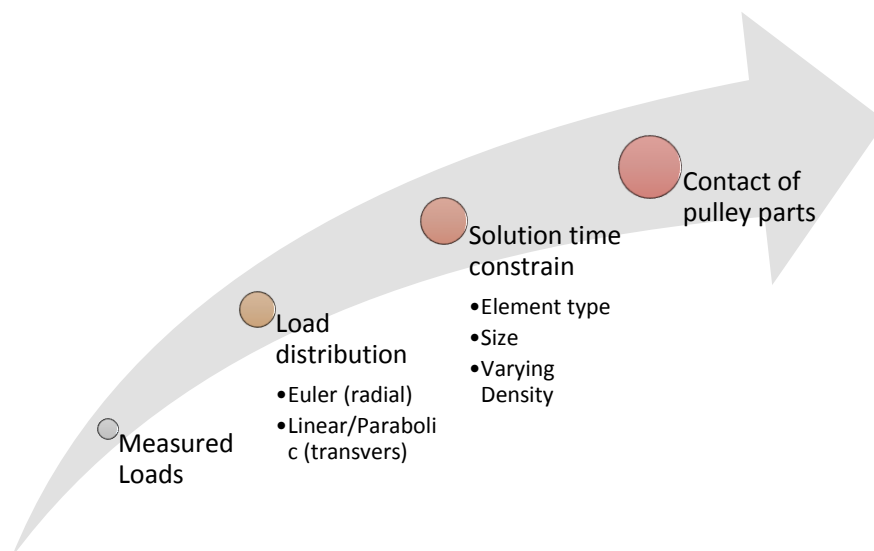 Measured
Loads
Load
distribution
•Euler (radial)
•Linear/Paraboli
c (transvers)
Solution time
constrain
•Element type
•Size
•Varying
Density
Contact of
pulley parts